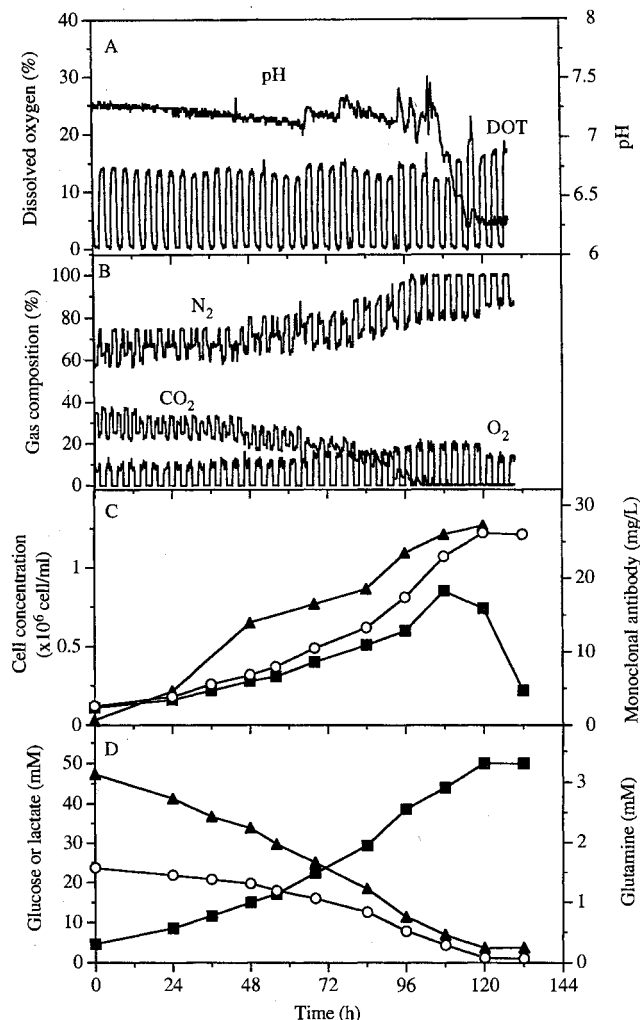 A
40
30
20
10
0
Dissolved oxygen (%)
pH
DOT
8
7.5
7
6.5
6
pH
B
100
80
60
40
20
0
Gas composition (%)
N2
CO2
O2
C
1
0.5
0
Cell concentration
(x10⁶ cell/ml)
30
20
10
0
Monoclonal antibody (mg/L)
D
50
40
30
20
10
0
Glucose or lactate (mM)
3
2
1
0
Glutamine (mM)
0 24 48 72 96 120 144
Time (h)